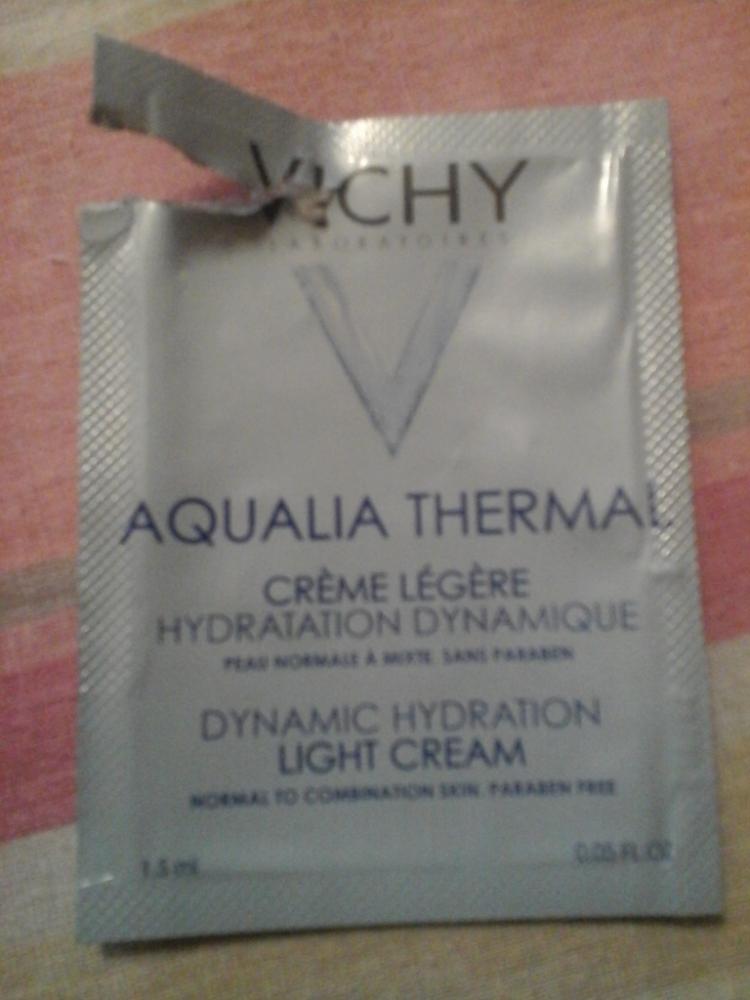 VICHY
LABORATOIRES
AQUALIA THERMAL
CRÈME LÉGÈRE
HYDRATATION DYNAMIQUE
PEAU NORMALE À MIXTE. SANS PARABEN
DYNAMIC HYDRATION
LIGHT CREAM
NORMAL TO COMBINATION SKIN. PARABEN FREE
1.5 ml 0.05 FL.OZ